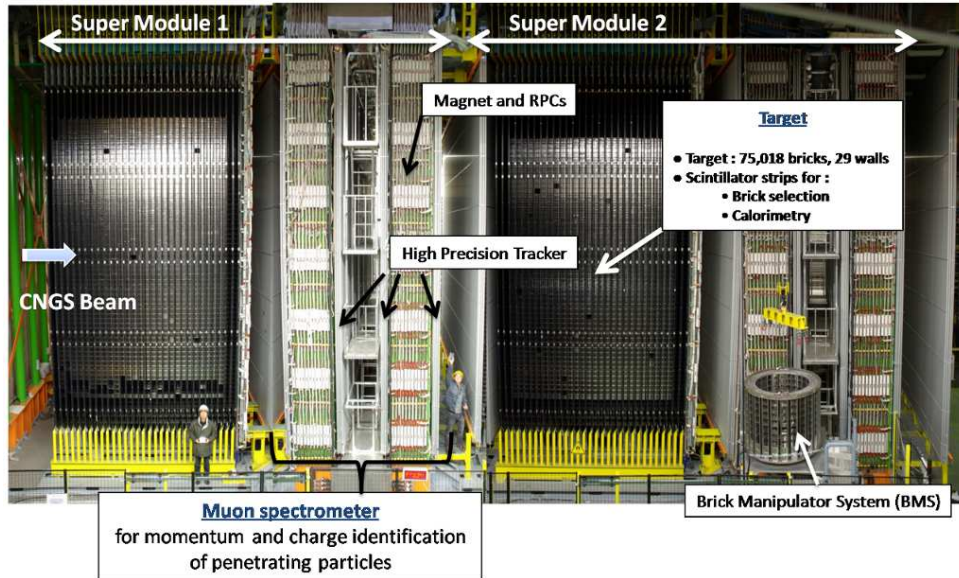 Super Module 1
Super Module 2
Magnet and RPCs
Target
• Target : 75,018 bricks, 29 walls
• Scintillator strips for :
• Brick selection
• Calorimetry
High Precision Tracker
CNGS Beam
Brick Manipulator System (BMS)
Muon spectrometer
for momentum and charge identification
of penetrating particles